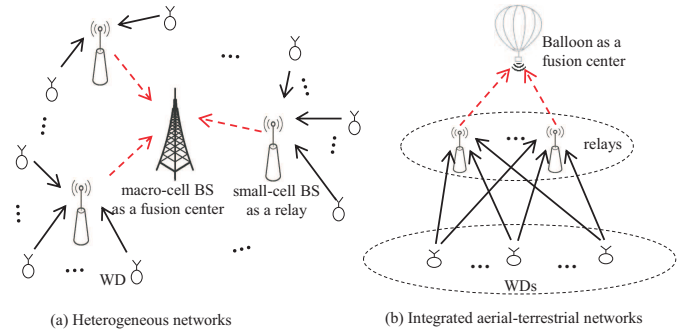 Balloon as a
fusion center
relays
macro-cell BS
as a fusion center
small-cell BS
as a relay
WD
WDs
(a) Heterogeneous networks
(b) Integrated aerial-terrestrial networks